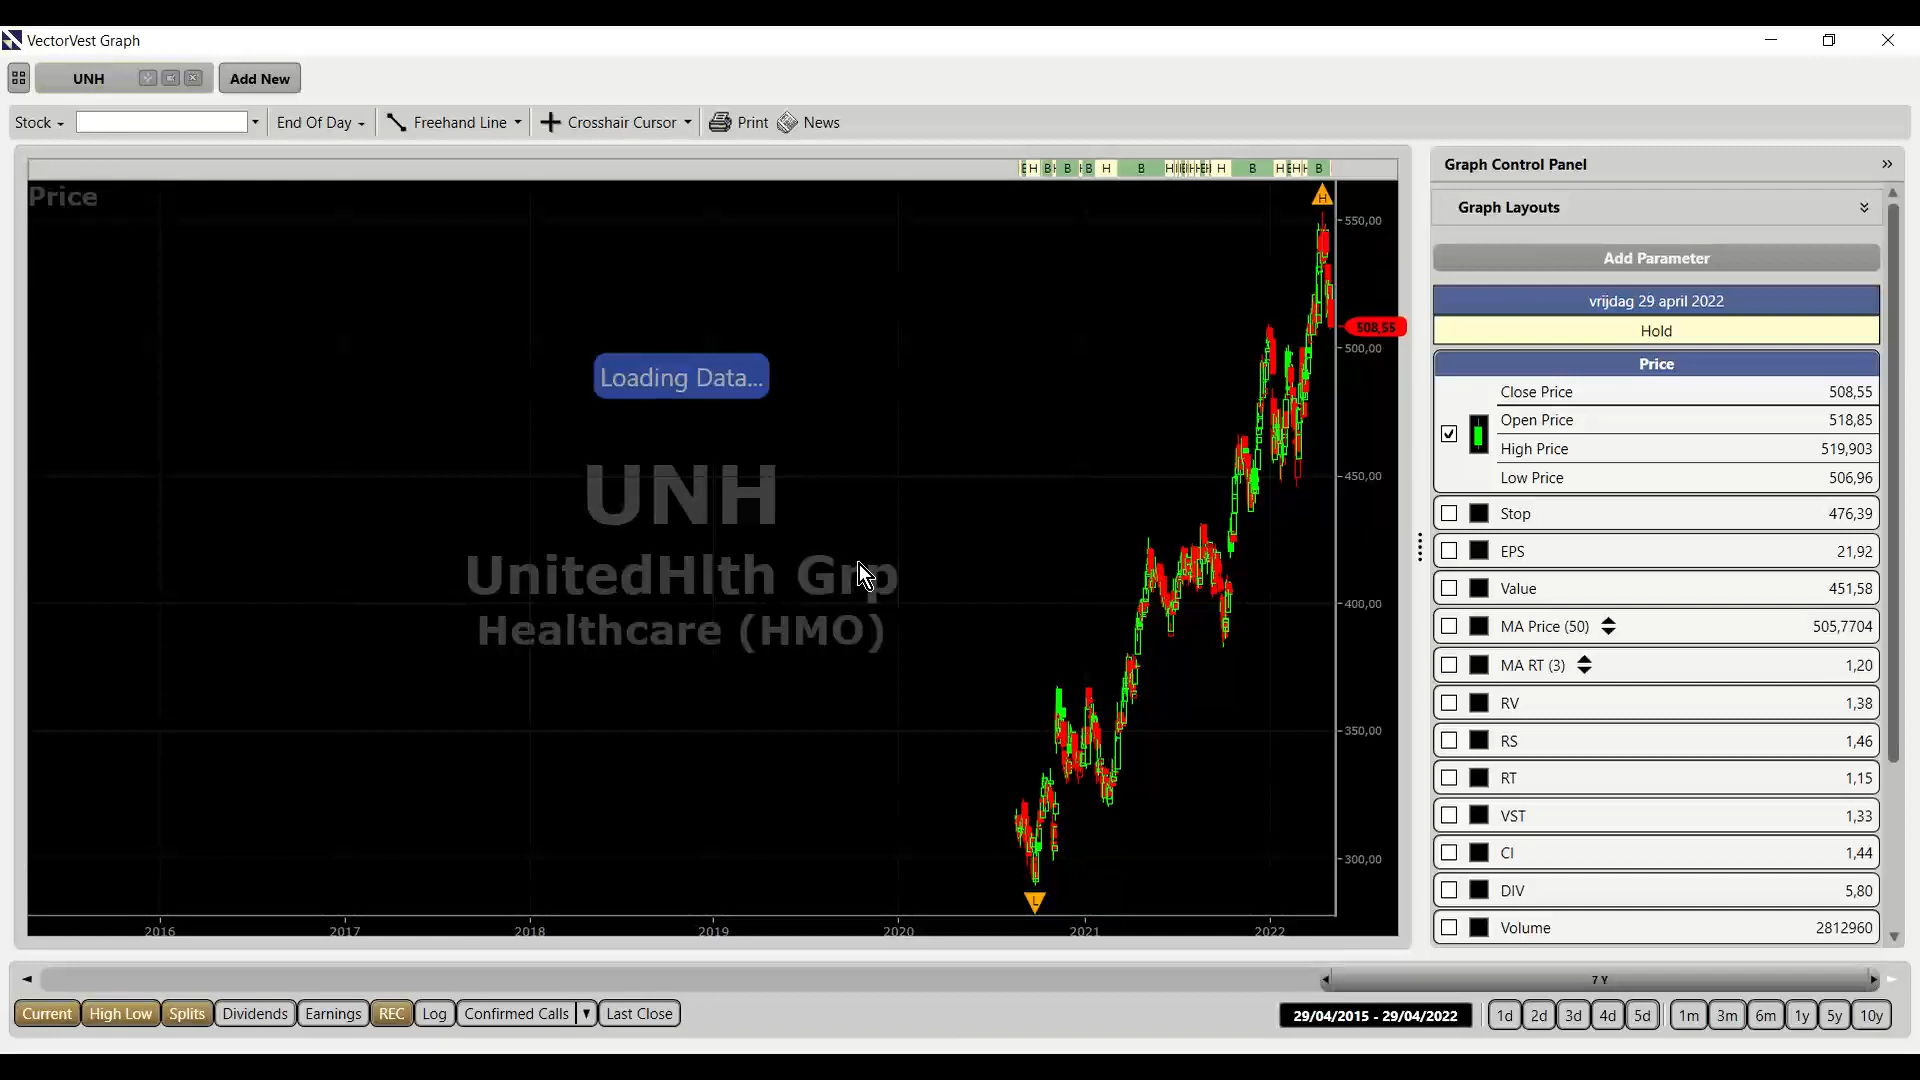 VectorVest Graph
UNH
Add New
Stock
End Of Day
Freehand Line
Crosshair Cursor
Print
News
H B B B H B H H B H H B
Price
H
550,00
508,55
500,00
450,00
400,00
350,00
300,00
Loading Data...
UNH
UnitedHlth Grp
Healthcare (HMO)
L
2016 2017 2018 2019 2020 2021 2022
Graph Control Panel
Graph Layouts
Add Parameter
vrijdag 29 april 2022
Hold
Price
Close Price 508,55
Open Price 518,85
High Price 519,903
Low Price 506,96
Stop 476,39
EPS 21,92
Value 451,58
MA Price (50) 505,7704
MA RT (3) 1,20
RV 1,38
RS 1,46
RT 1,15
VST 1,33
CI 1,44
DIV 5,80
Volume 2812960
7 Y
Current
High Low
Splits
Dividends
Earnings
REC
Log
Confirmed Calls
Last Close
29/04/2015 - 29/04/2022
1d 2d 3d 4d 5d 1m 3m 6m 1y 5y 10y